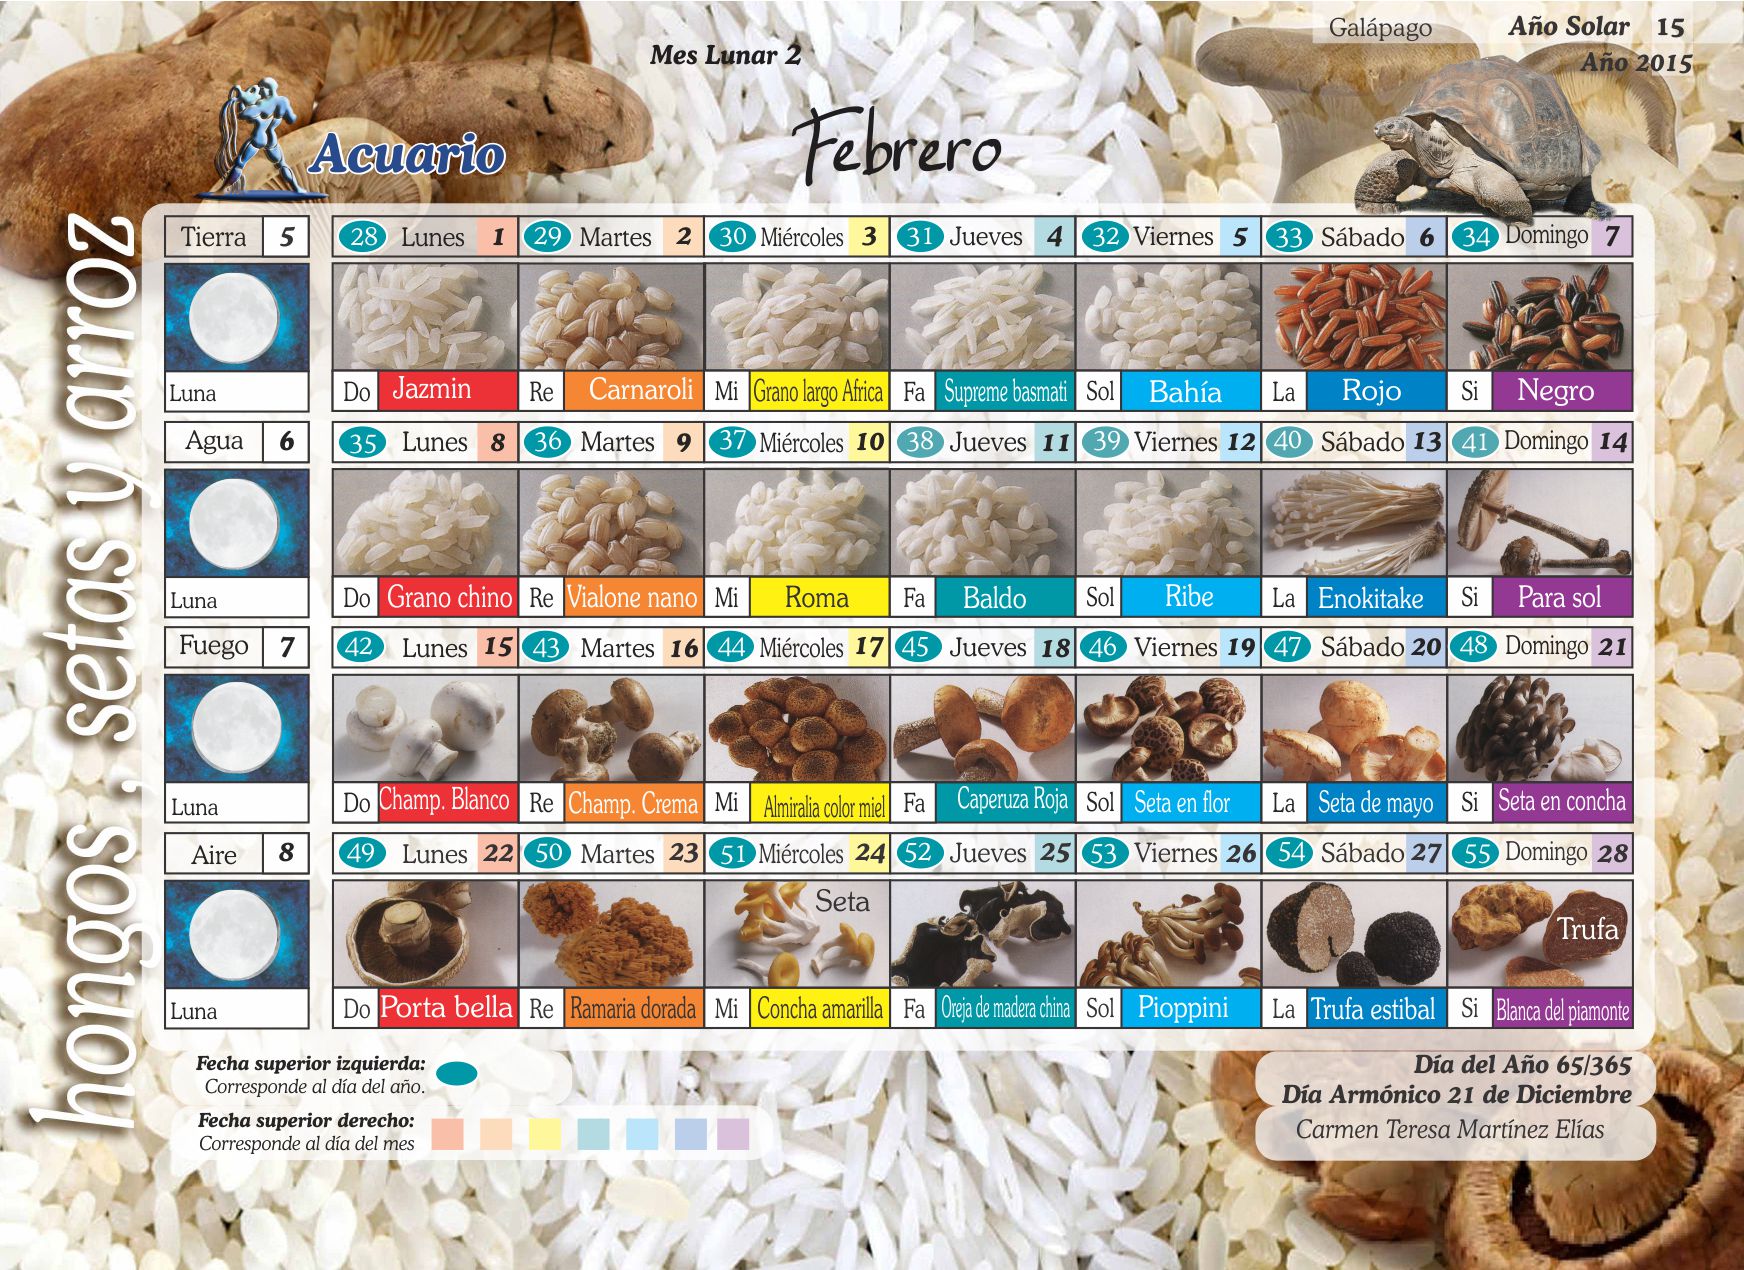 Galápago
Año Solar 15
Mes Lunar 2
Año 2015
Febrero
Acuario
hongos , setas y arroz
Tierra 5 28 Lunes 1 29 Martes 2 30 Miércoles 3 31 Jueves 4 32 Viernes 5 33 Sábado 6 34 Domingo 7
Luna Do Jazmin Re Carnaroli Mi Grano largo Africa Fa Supreme basmati Sol Bahía La Rojo Si Negro
Agua 6 35 Lunes 8 36 Martes 9 37 Miércoles 10 38 Jueves 11 39 Viernes 12 40 Sábado 13 41 Domingo 14
Luna Do Grano chino Re Vialone nano Mi Roma Fa Baldo Sol Ribe La Enokitake Si Para sol
Fuego 7 42 Lunes 15 43 Martes 16 44 Miércoles 17 45 Jueves 18 46 Viernes 19 47 Sábado 20 48 Domingo 21
Luna Do Champ. Blanco Re Champ. Crema Mi Almiralia color miel Fa Caperuza Roja Sol Seta en flor La Seta de mayo Si Seta en concha
Aire 8 49 Lunes 22 50 Martes 23 51 Miércoles 24 52 Jueves 25 53 Viernes 26 54 Sábado 27 55 Domingo 28
Seta
Trufa
Luna Do Porta bella Re Ramaria dorada Mi Concha amarilla Fa Oreja de madera china Sol Pioppini La Trufa estibal Si Blanca del piamonte
Fecha superior izquierda:
Corresponde al día del año.
Fecha superior derecho:
Corresponde al día del mes
Día del Año 65/365
Día Armónico 21 de Diciembre
Carmen Teresa Martínez Elías